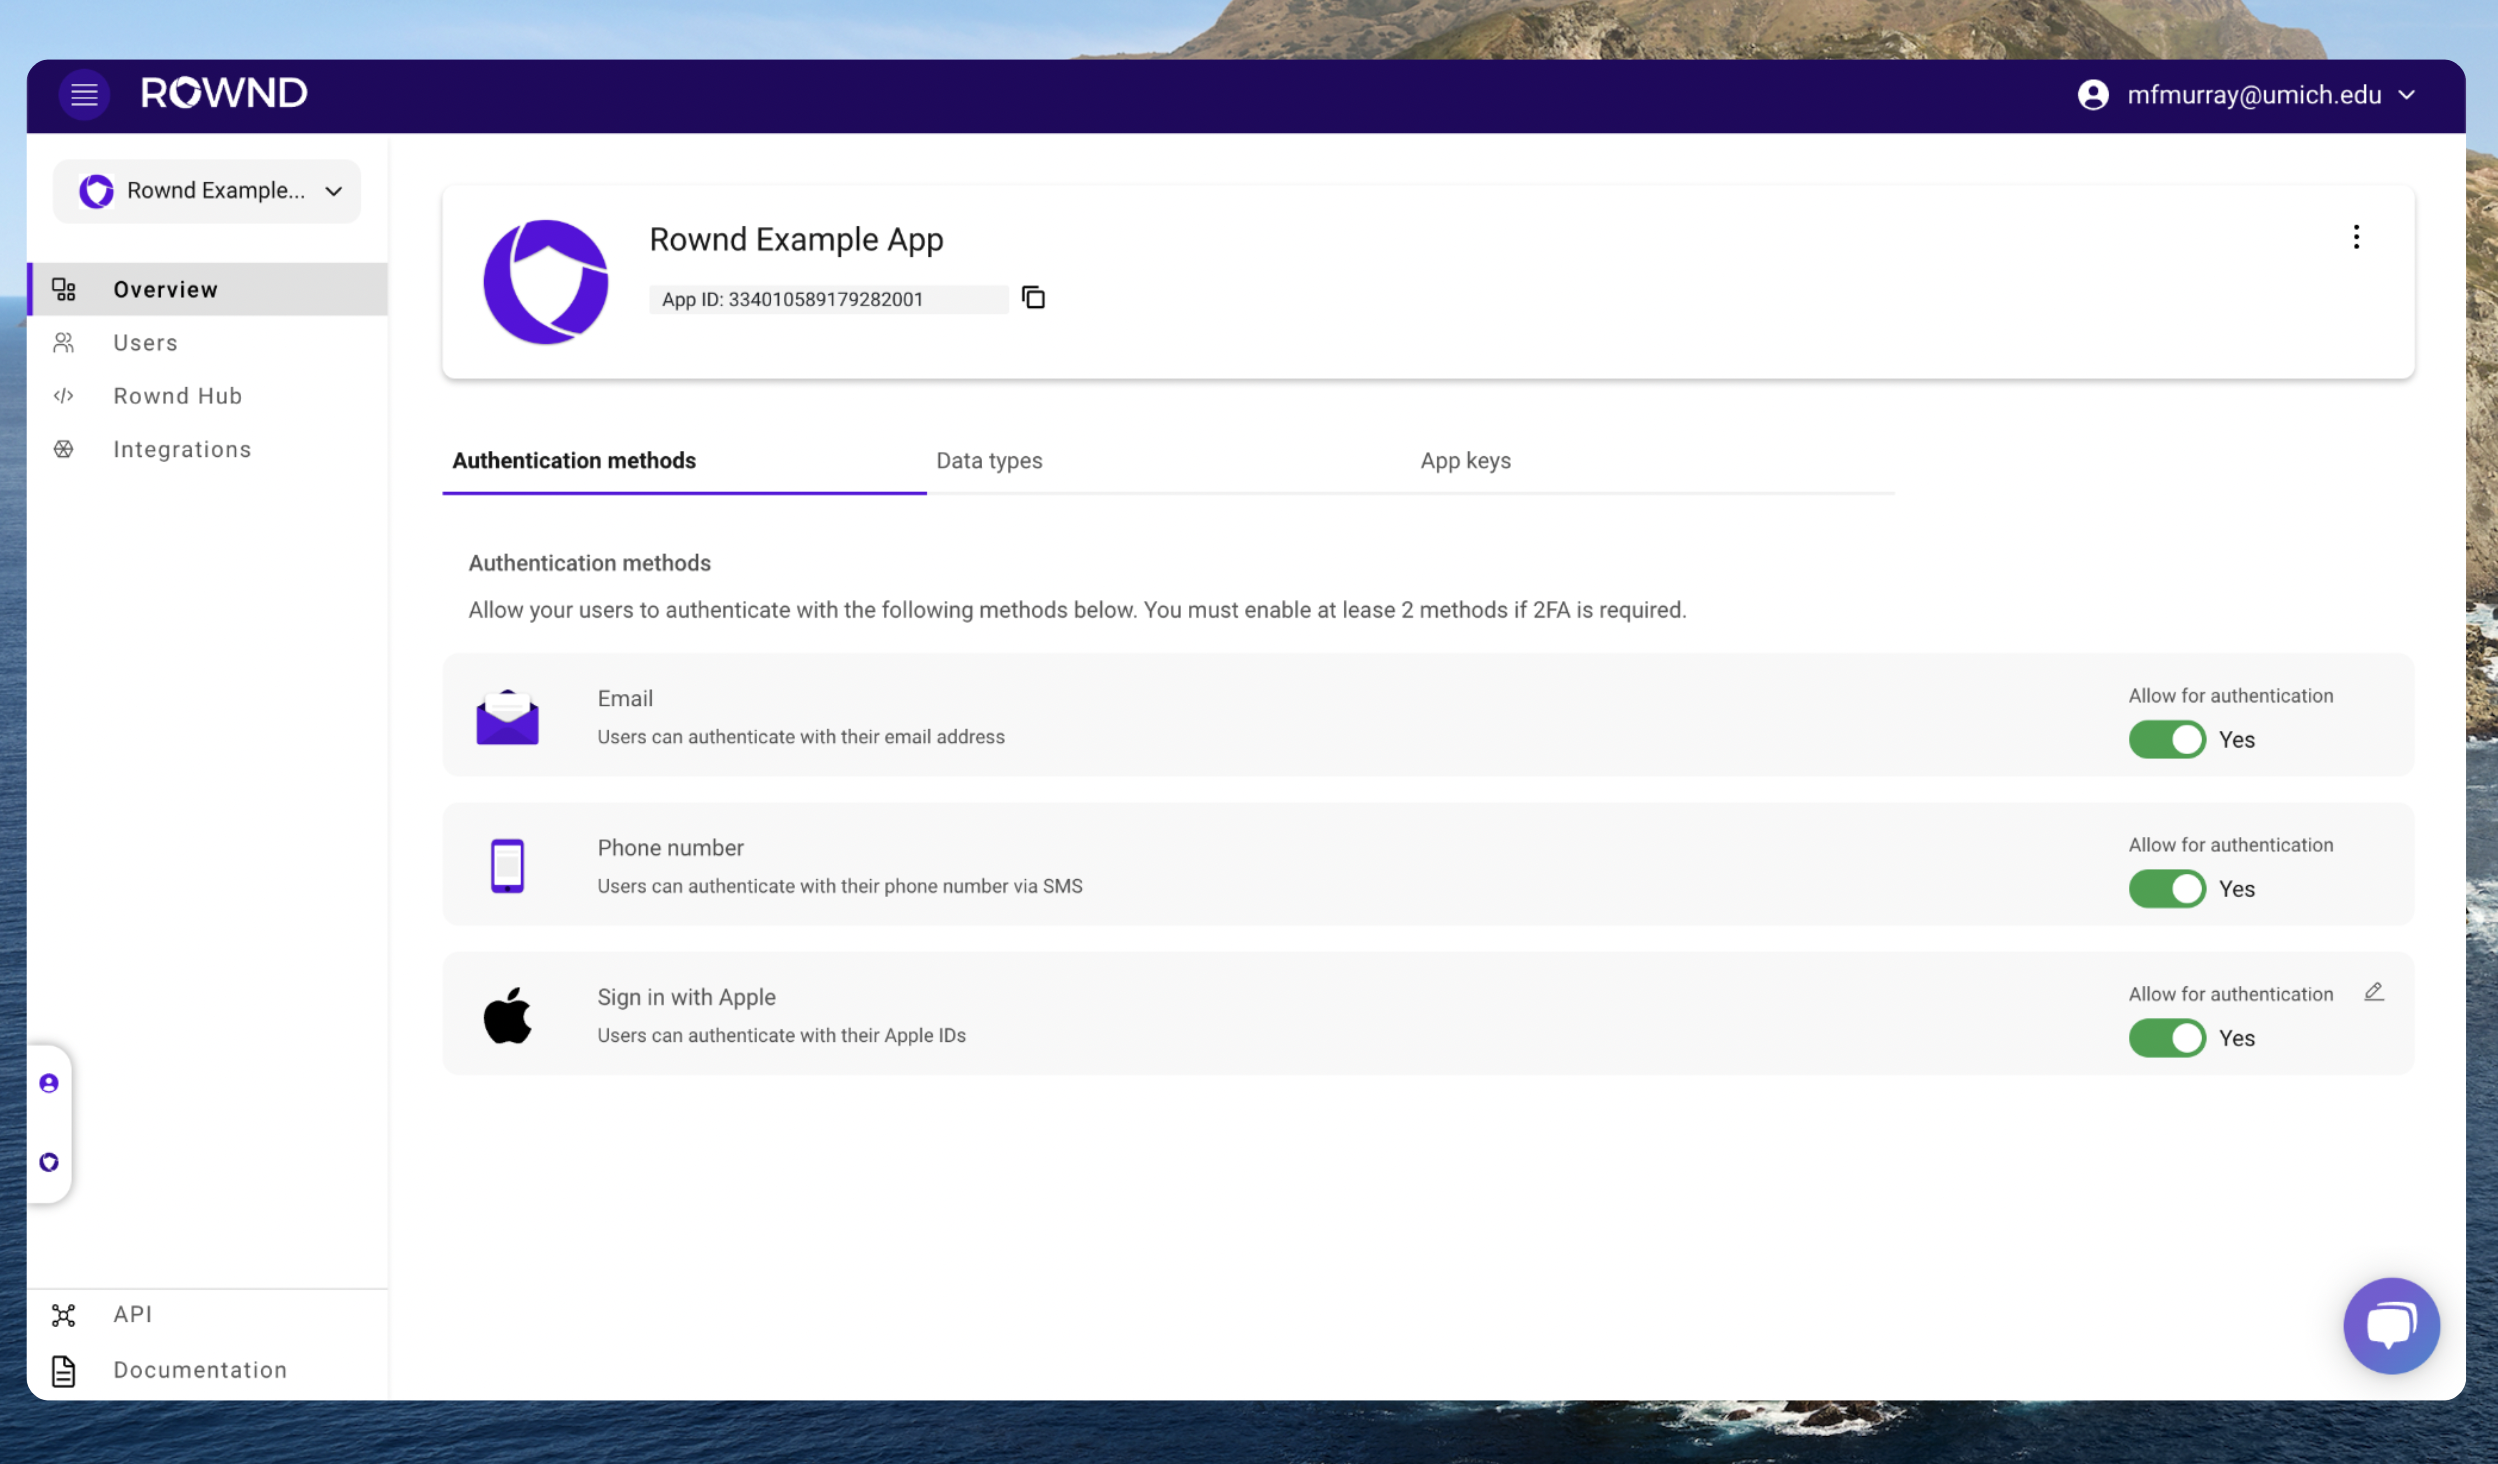 ROWND
mfmurray@umich.edu
Rownd Example...
Overview
Users
Rownd Hub
Integrations
Rownd Example App
App ID: 334010589179282001
Authentication methods
Data types
App keys
Authentication methods
Allow your users to authenticate with the following methods below. You must enable at lease 2 methods if 2FA is required.
Email
Users can authenticate with their email address
Allow for authentication
Yes
Phone number
Users can authenticate with their phone number via SMS
Allow for authentication
Yes
Sign in with Apple
Users can authenticate with their Apple IDs
Allow for authentication
Yes
API
Documentation